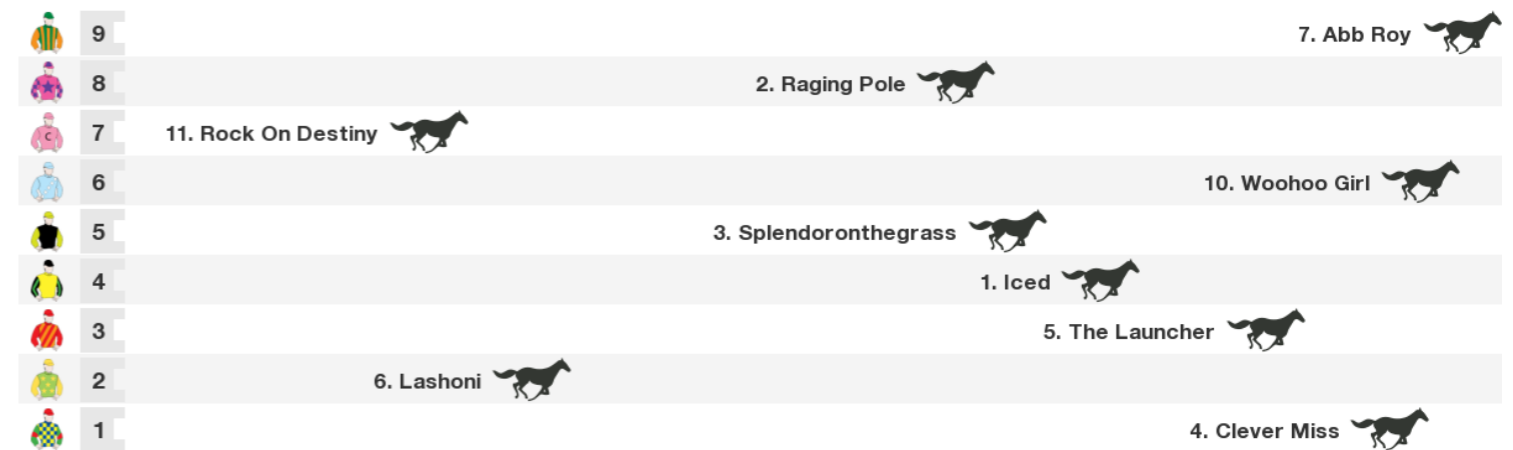 9 7. Abb Roy
8 2. Raging Pole
7 11. Rock On Destiny
C
6 10. Woohoo Girl
5 3. Splendoronthegrass
4 1. Iced
3 5. The Launcher
2 6. Lashoni
1 4. Clever Miss